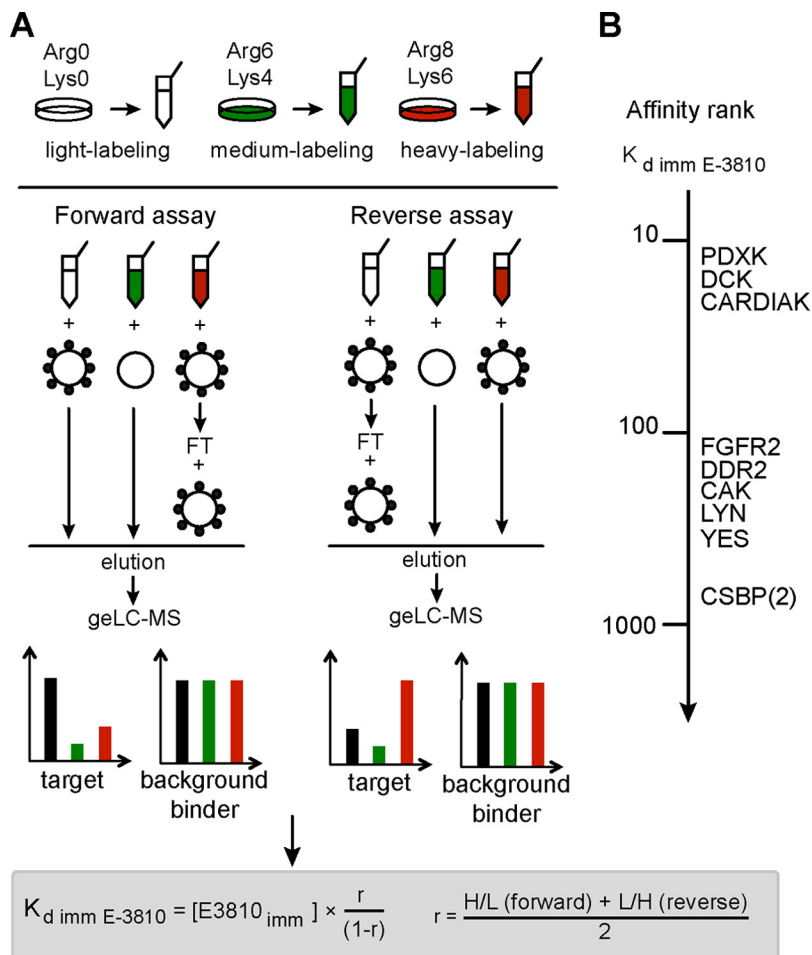 A
Arg0
Lys0
Arg6
Lys4
Arg8
Lys6
light-labeling
medium-labeling
heavy-labeling
Forward assay
+
+
+
FT
+
elution
geLC-MS
target
background
binder
Reverse assay
+
+
+
FT
+
elution
geLC-MS
target
background
binder
K d imm E-3810 = [E3810 imm ] × r / (1-r)
r = H/L (forward) + L/H (reverse) / 2
B
Affinity rank
K d imm E-3810
10
PDXK
DCK
CARDIAK
100
FGFR2
DDR2
CAK
LYN
YES
CSBP(2)
1000